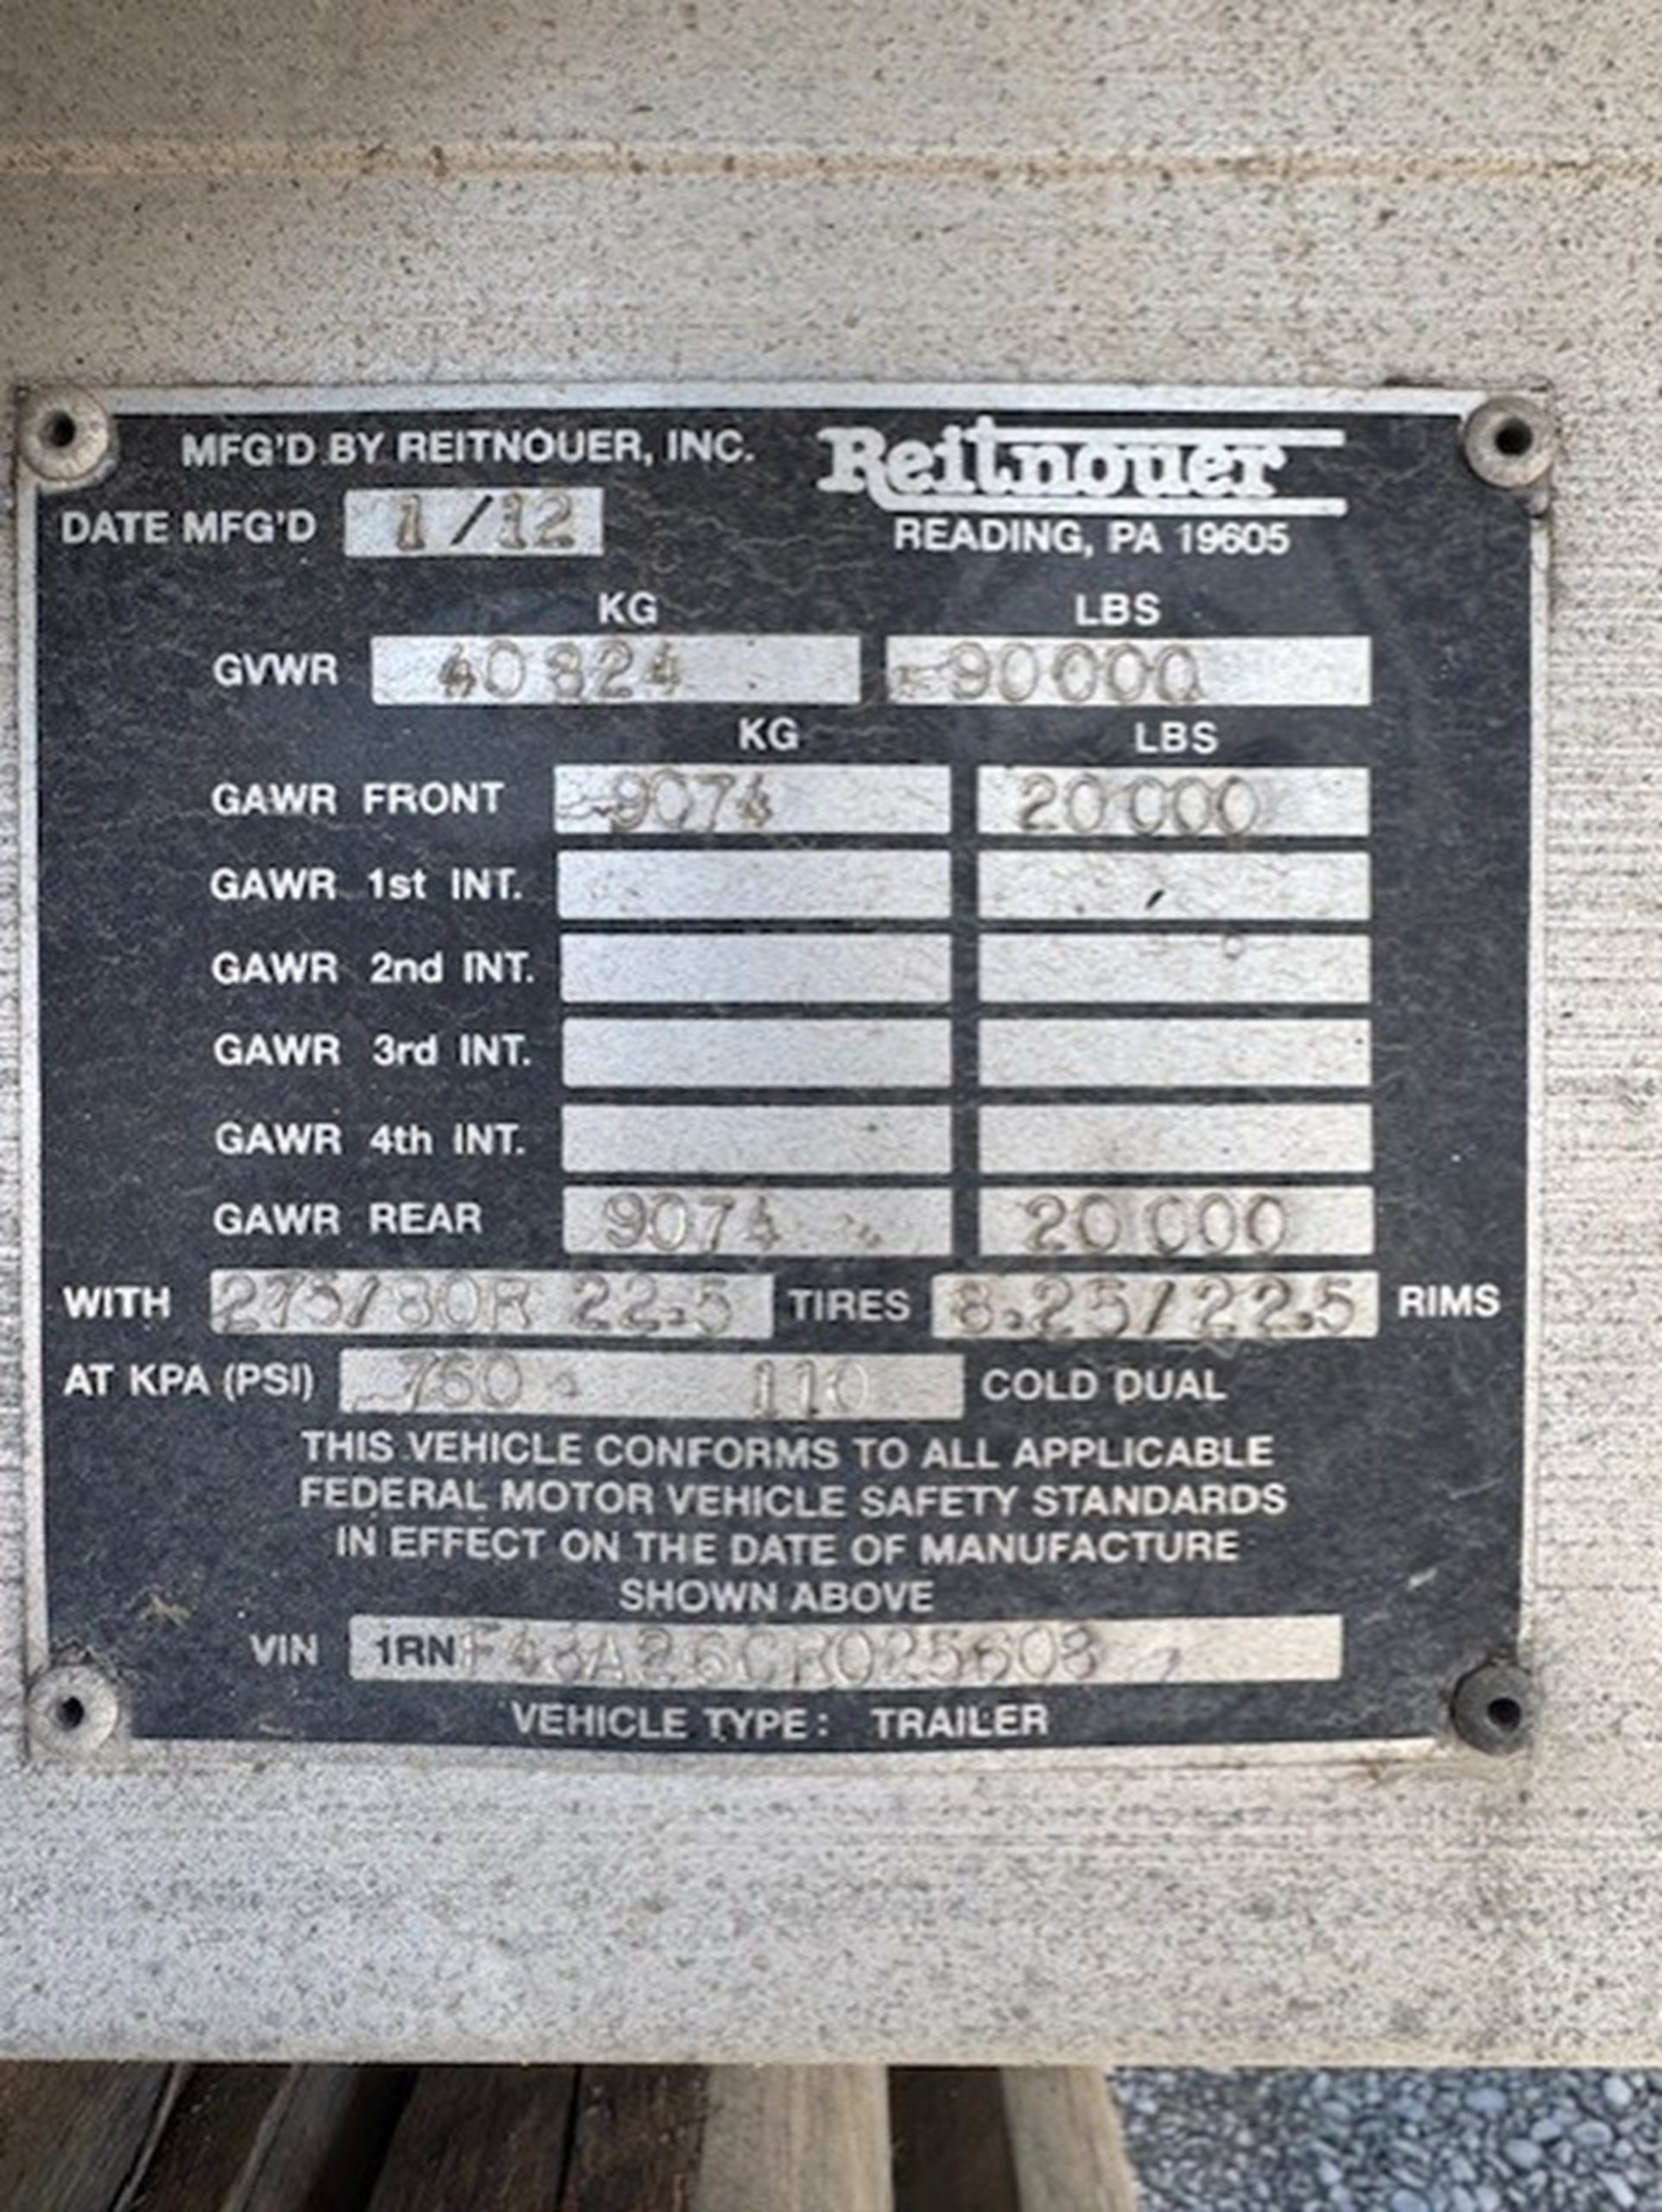 MFG'D BY REITNOUER, INC. Reitnouer
DATE MFG'D 1/12 READING, PA 19605
KG LBS
GVWR 40824 90000
KG LBS
GAWR FRONT 9074 20000
GAWR 1st INT.
GAWR 2nd INT.
GAWR 3rd INT.
GAWR 4th INT.
GAWR REAR 9074 20000
WITH 275/80R 22.5 TIRES 8.25/22.5 RIMS
AT KPA (PSI) 760 110 COLD DUAL
THIS VEHICLE CONFORMS TO ALL APPLICABLE
FEDERAL MOTOR VEHICLE SAFETY STANDARDS
IN EFFECT ON THE DATE OF MANUFACTURE
SHOWN ABOVE
VIN 1RNF48A26CR025608
VEHICLE TYPE: TRAILER